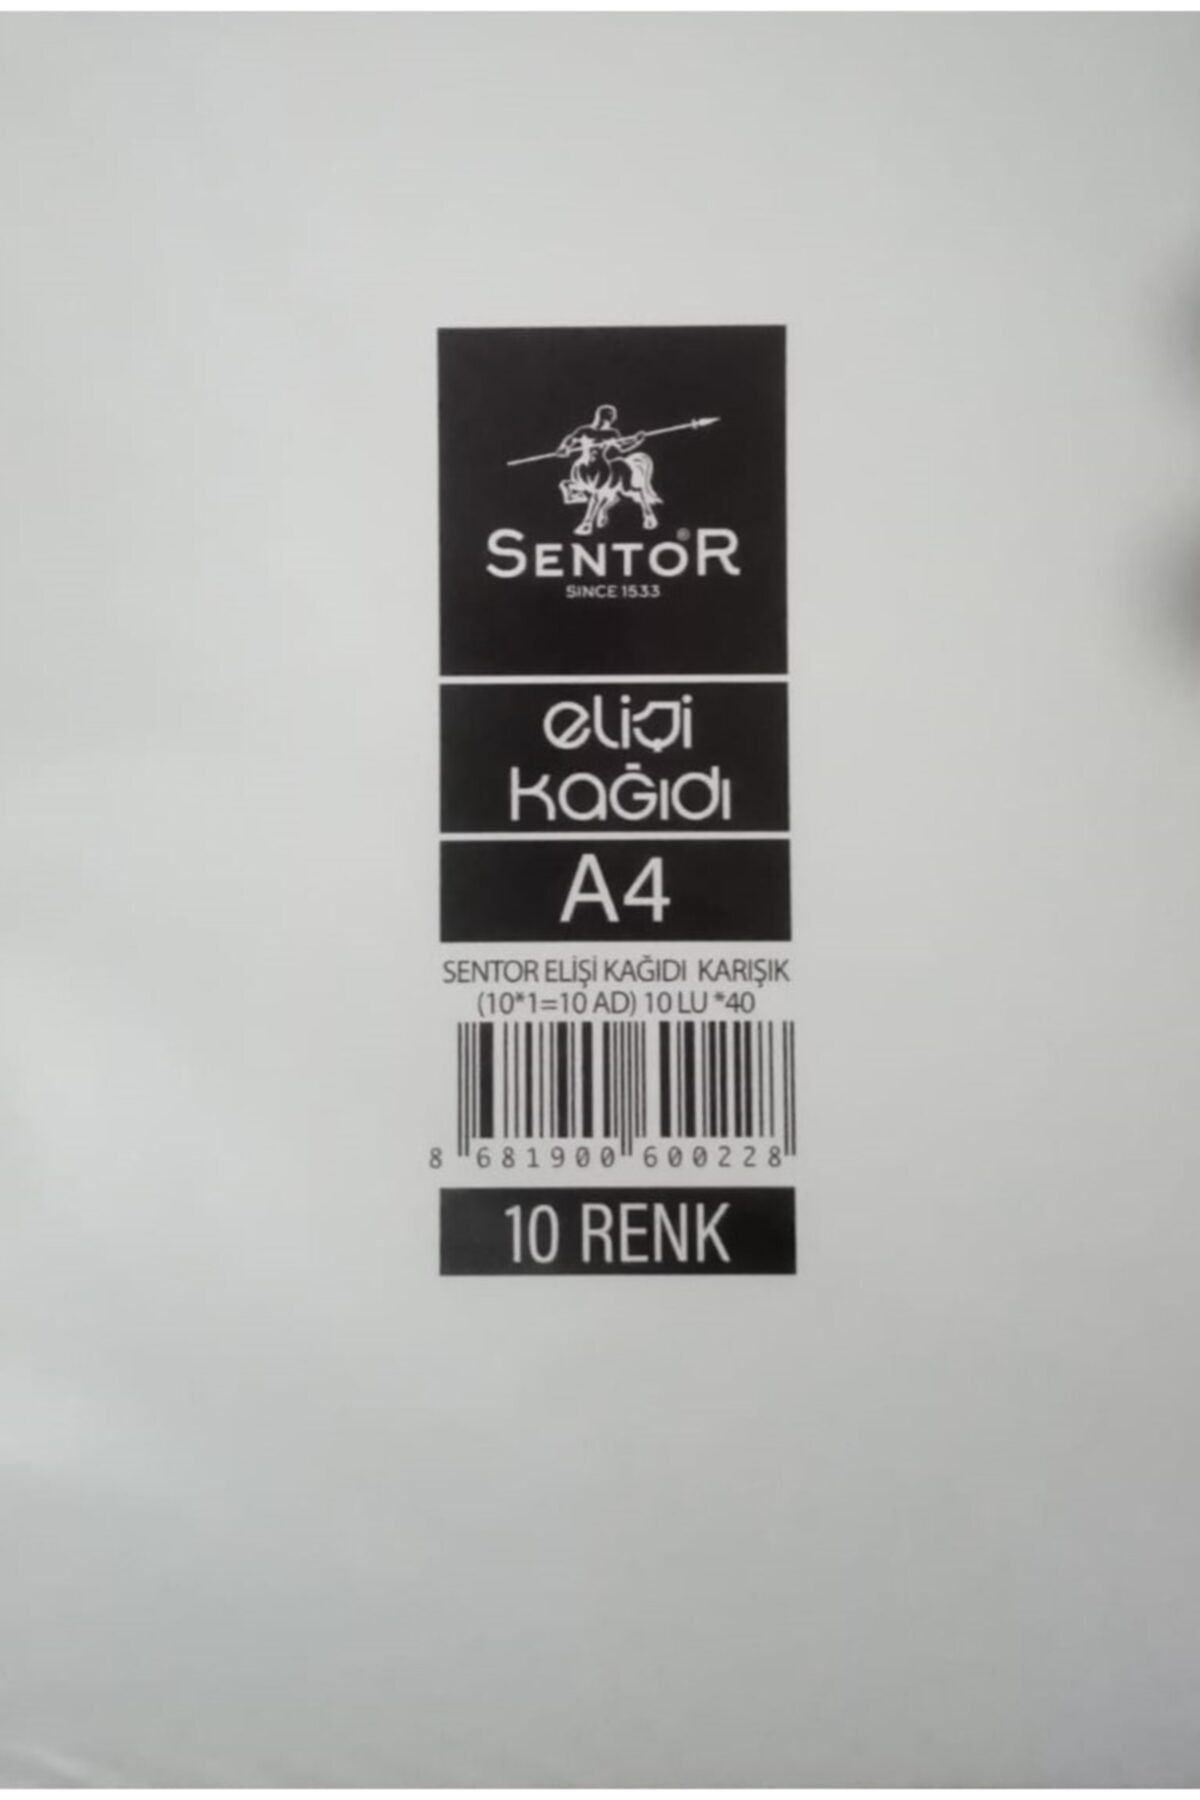 SENTOR®
SINCE 1533
elişi
kağıdı
A4
SENTOR ELİŞİ KAĞIDI KARIŞIK
(10*1=10 AD) 10 LU *40
8 681900 600228
10 RENK